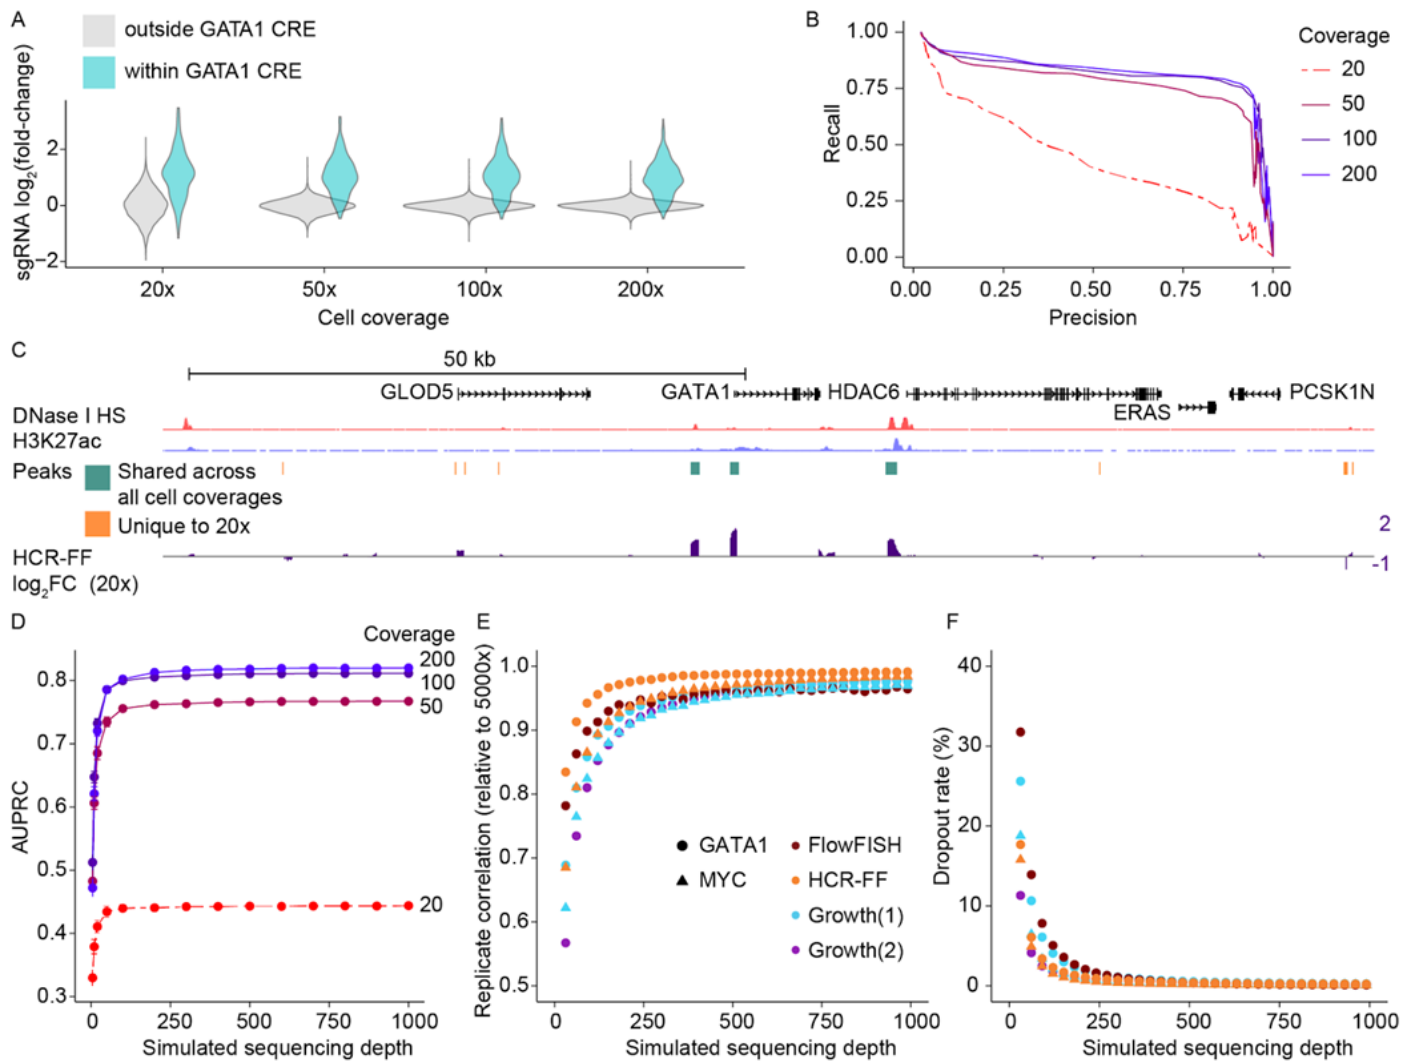 A
outside GATA1 CRE
within GATA1 CRE
sgRNA log2(fold-change)
2
0
−2
20x 50x 100x 200x
Cell coverage
B
Recall
1.00
0.75
0.50
0.25
0.00
0.00 0.25 0.50 0.75 1.00
Precision
Coverage
20
50
100
200
C
50 kb
GLOD5 GATA1 HDAC6 ERAS PCSK1N
DNase I HS
H3K27ac
Peaks
Shared across
all cell coverages
Unique to 20x
HCR-FF
log2FC (20x)
2
-1
D
AUPRC
0.8
0.7
0.6
0.5
0.4
0.3
0 250 500 750 1000
Simulated sequencing depth
Coverage
200
100
50
20
E
Replicate correlation (relative to 5000x)
1.0
0.9
0.8
0.7
0.6
0.5
GATA1
MYC
FlowFISH
HCR-FF
Growth(1)
Growth(2)
0 250 500 750 1000
Simulated sequencing depth
F
Dropout rate (%)
40
30
20
10
0
0 250 500 750 1000
Simulated sequencing depth